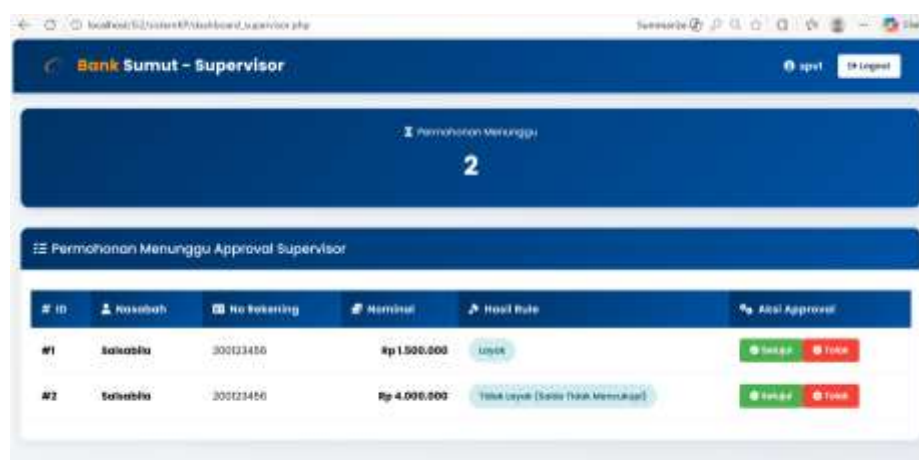 Summarize
Bank Sumut - Supervisor
spv1
Logout
Permohonan Menunggu
2
Permohonan Menunggu Approval Supervisor
# ID Nasabah No Rekening Nominal Hasil Rule Aksi Approval
#1 Salsabila 200123456 Rp 1.500.000 Layak Setujui Tolak
#2 Salsabila 200123456 Rp 4.000.000 Tidak Layak (Saldo Tidak Mencukupi) Setujui Tolak